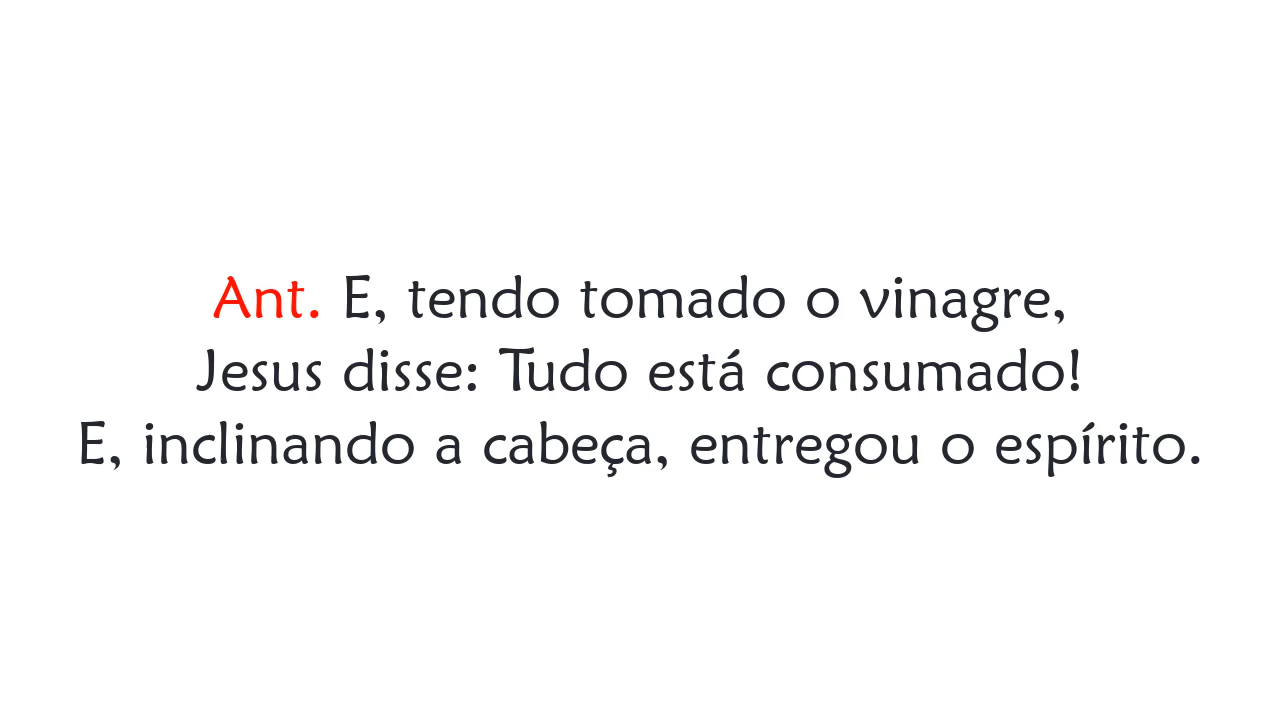 Ant. E, tendo tomado o vinagre,
Jesus disse: Tudo está consumado!
E, inclinando a cabeça, entregou o espírito.